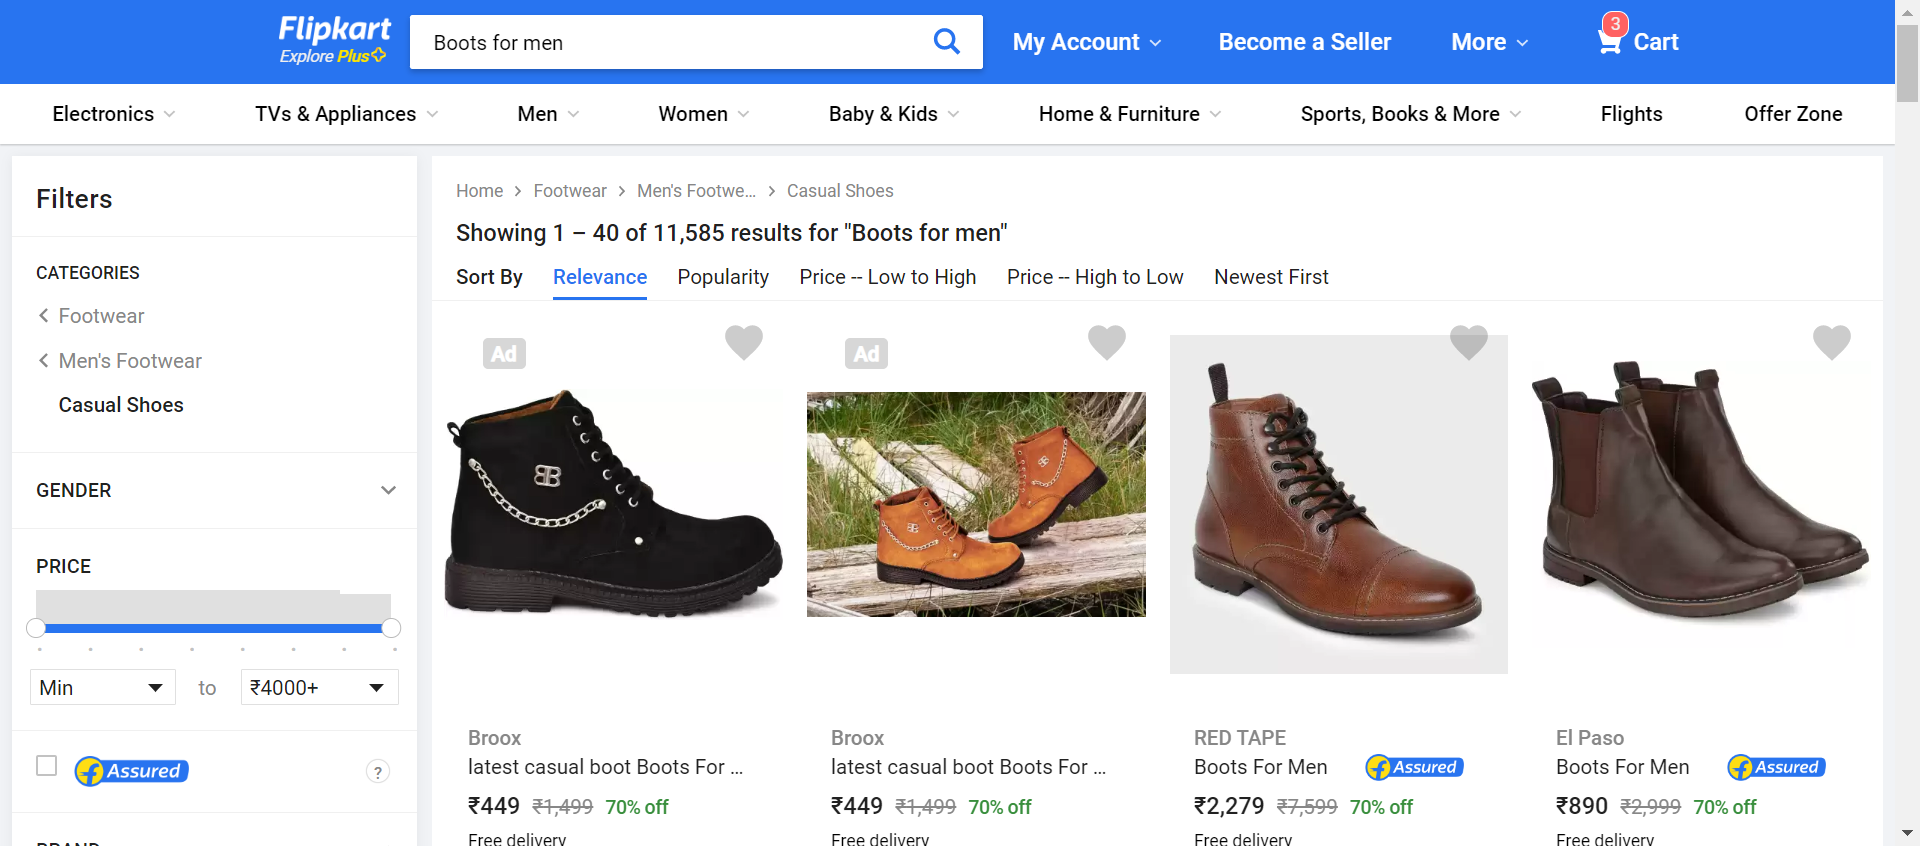 Flipkart
Explore Plus
Boots for men
My Account
Become a Seller
More
3
Cart
Electronics
TVs & Appliances
Men
Women
Baby & Kids
Home & Furniture
Sports, Books & More
Flights
Offer Zone
Filters
CATEGORIES
Footwear
Men's Footwear
Casual Shoes
GENDER
PRICE
Min to ₹4000+
Assured
?
BRAND
Home > Footwear > Men's Footwe... > Casual Shoes
Showing 1 – 40 of 11,585 results for "Boots for men"
Sort By Relevance Popularity Price -- Low to High Price -- High to Low Newest First
Ad
Broox
latest casual boot Boots For ...
₹449 ₹1,499 70% off
Free delivery
Ad
Broox
latest casual boot Boots For ...
₹449 ₹1,499 70% off
Free delivery
RED TAPE
Boots For Men Assured
₹2,279 ₹7,599 70% off
Free delivery
El Paso
Boots For Men Assured
₹890 ₹2,999 70% off
Free delivery